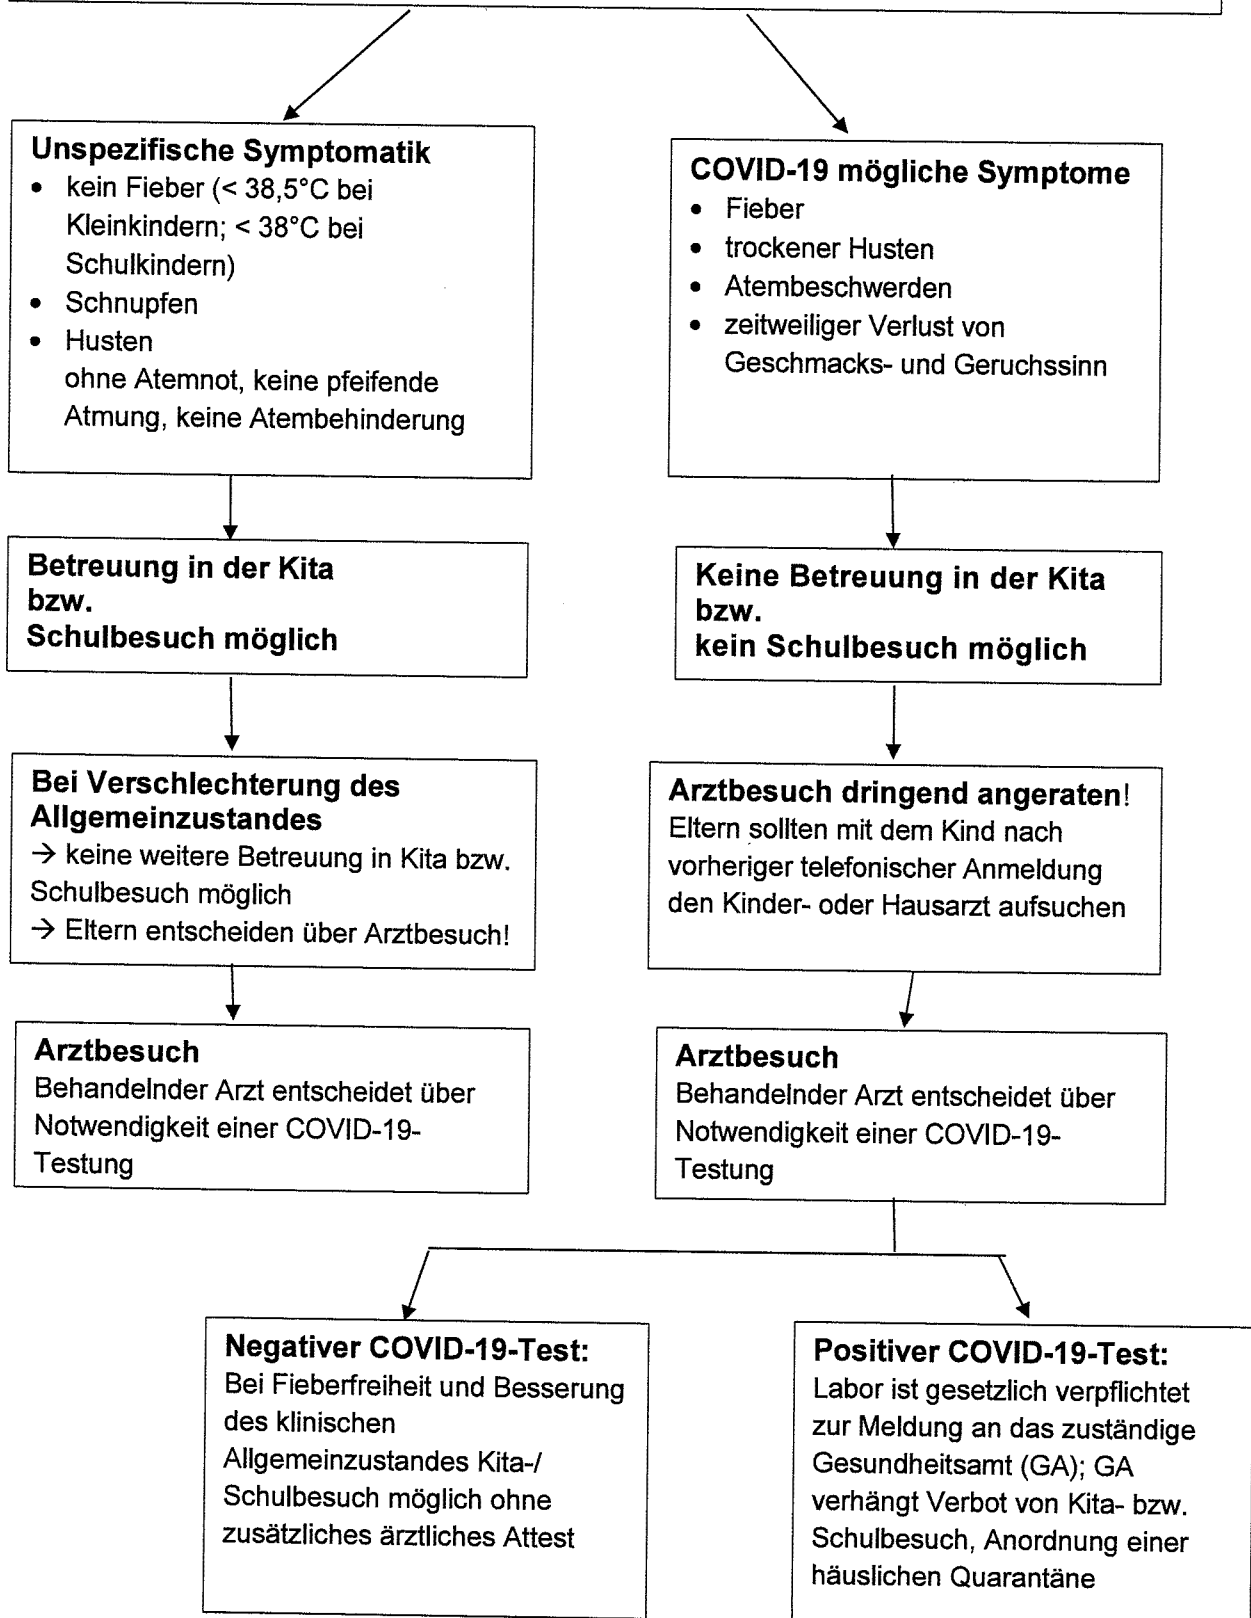 Unspezifische Symptomatik
• kein Fieber (< 38,5°C bei
Kleinkindern; < 38°C bei
Schulkindern)
• Schnupfen
• Husten
ohne Atemnot, keine pfeifende
Atmung, keine Atembehinderung
COVID-19 mögliche Symptome
• Fieber
• trockener Husten
• Atembeschwerden
• zeitweiliger Verlust von
Geschmacks- und Geruchssinn
Betreuung in der Kita
bzw.
Schulbesuch möglich
Keine Betreuung in der Kita
bzw.
kein Schulbesuch möglich
Bei Verschlechterung des
Allgemeinzustandes
→ keine weitere Betreuung in Kita bzw.
Schulbesuch möglich
→ Eltern entscheiden über Arztbesuch!
Arztbesuch dringend angeraten!
Eltern sollten mit dem Kind nach
vorheriger telefonischer Anmeldung
den Kinder- oder Hausarzt aufsuchen
Arztbesuch
Behandelnder Arzt entscheidet über
Notwendigkeit einer COVID-19-
Testung
Arztbesuch
Behandelnder Arzt entscheidet über
Notwendigkeit einer COVID-19-
Testung
Negativer COVID-19-Test:
Bei Fieberfreiheit und Besserung
des klinischen
Allgemeinzustandes Kita-/
Schulbesuch möglich ohne
zusätzliches ärztliches Attest
Positiver COVID-19-Test:
Labor ist gesetzlich verpflichtet
zur Meldung an das zuständige
Gesundheitsamt (GA); GA
verhängt Verbot von Kita- bzw.
Schulbesuch, Anordnung einer
häuslichen Quarantäne